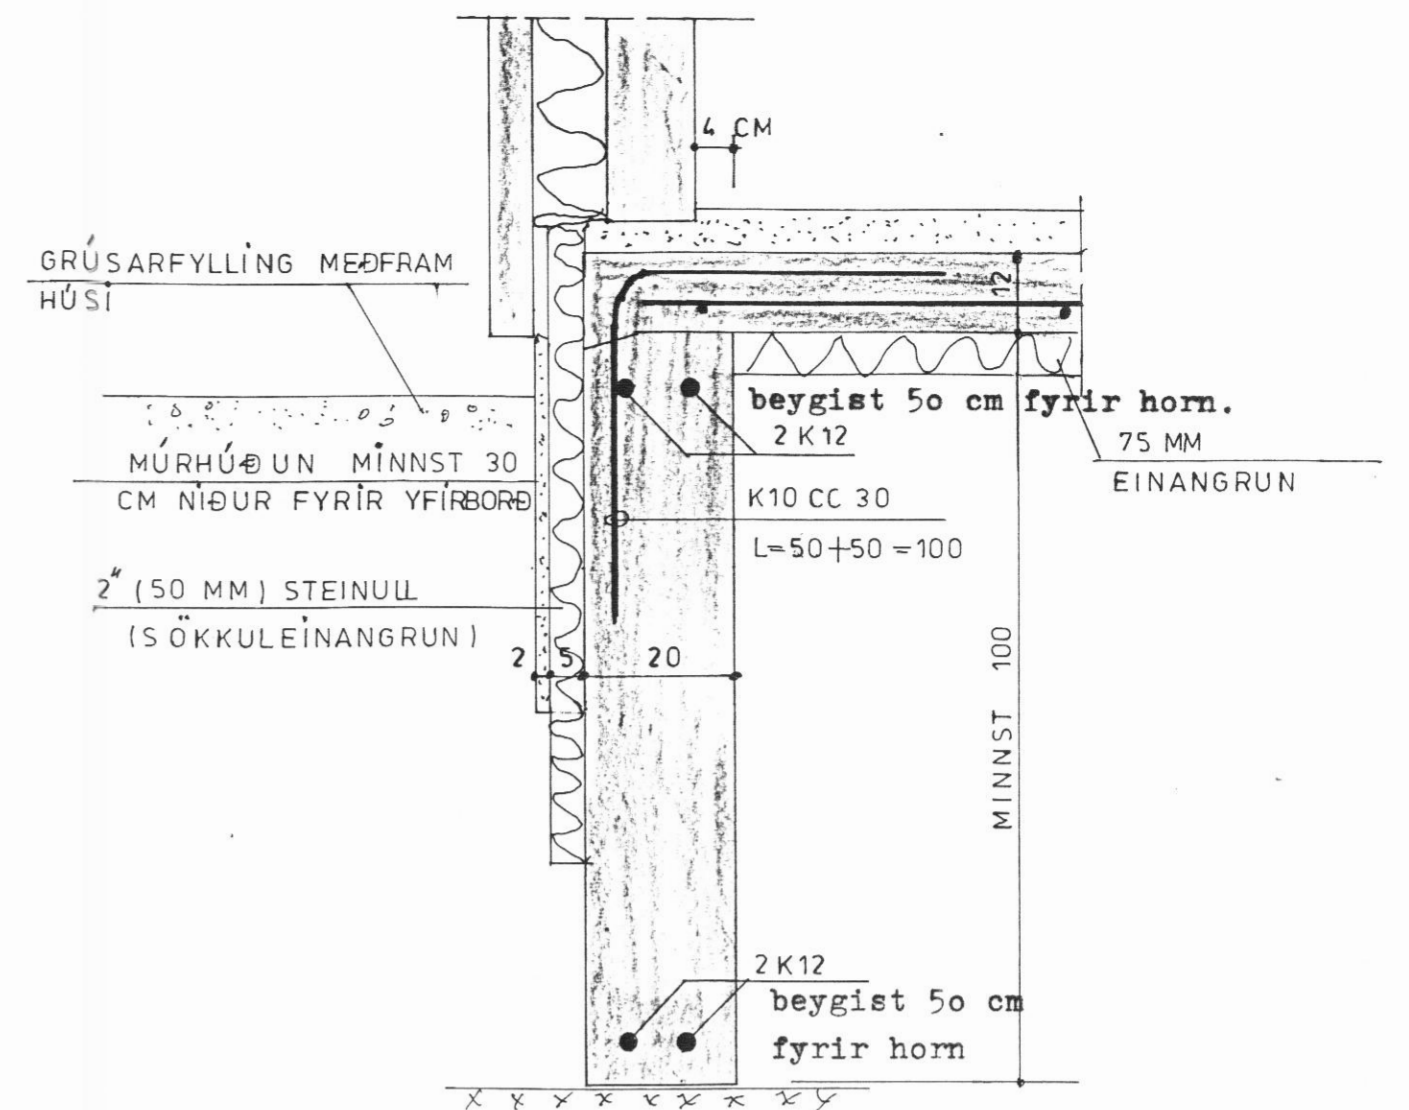 4 CM
GRÚSARFYLLING MEÐFRAM
HÚSI
12
beygist 5o cm fyrir horn.
2 K12
75 MM
EINANGRUN
MÚRHÚÐUN MINNST 30
CM NIÐUR FYRIR YFIRBORÐ
K10 CC 30
L=50+50=100
2" (50 MM) STEINULL
(SÖKKULEINANGRUN)
2 5 20
MINNST 100
2 K12
beygist 5o cm
fyrir horn